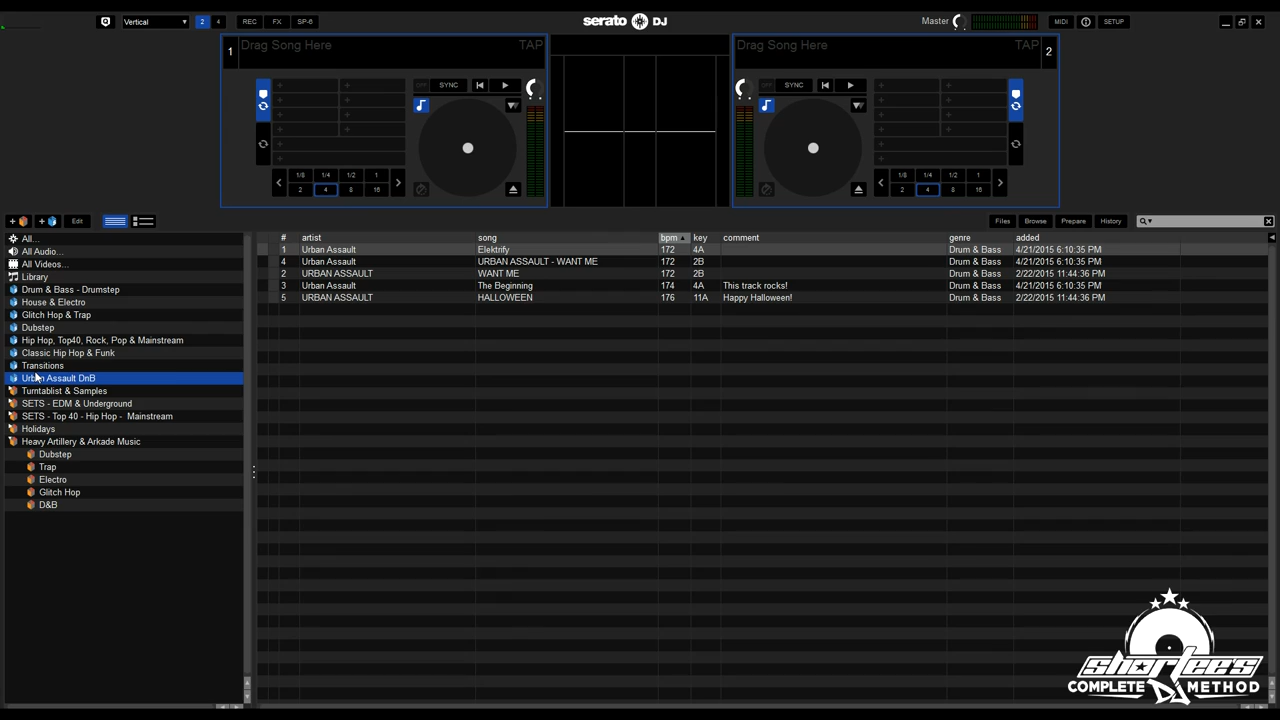 Vertical 2 4 REC FX SP-6 serato DJ Master MIDI SETUP
1 Drag Song Here TAP Drag Song Here TAP 2
OFF SYNC OFF SYNC
1/8 1/4 1/2 1 1/8 1/4 1/2 1
2 4 8 16 2 4 8 16
Edit Files Browse Prepare History
# artist song bpm key comment genre added
1 Urban Assault Elektrify 172 4A Drum & Bass 4/21/2015 6:10:35 PM
4 Urban Assault URBAN ASSAULT - WANT ME 172 2B Drum & Bass 4/21/2015 6:10:35 PM
2 URBAN ASSAULT WANT ME 172 2B Drum & Bass 2/22/2015 11:44:36 PM
3 Urban Assault The Beginning 174 4A This track rocks! Drum & Bass 4/21/2015 6:10:35 PM
5 URBAN ASSAULT HALLOWEEN 176 11A Happy Halloween! Drum & Bass 2/22/2015 11:44:36 PM
All...
All Audio...
All Videos...
Library
Drum & Bass - Drumstep
House & Electro
Glitch Hop & Trap
Dubstep
Hip Hop, Top40, Rock, Pop & Mainstream
Classic Hip Hop & Funk
Transitions
Urban Assault DnB
Turntablist & Samples
SETS - EDM & Underground
SETS - Top 40 - Hip Hop - Mainstream
Holidays
Heavy Artillery & Arkade Music
Dubstep
Trap
Electro
Glitch Hop
D&B
shortees
COMPLETE DJ METHOD